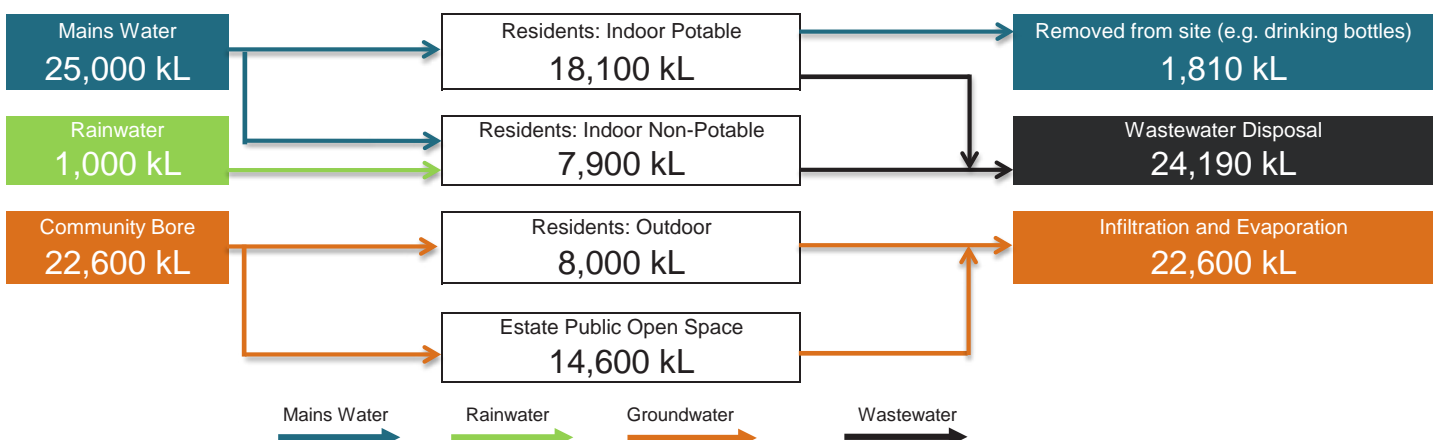 Mains Water
25,000 kL
Residents: Indoor Potable
18,100 kL
Removed from site (e.g. drinking bottles)
1,810 kL
Rainwater
1,000 kL
Residents: Indoor Non-Potable
7,900 kL
Wastewater Disposal
24,190 kL
Community Bore
22,600 kL
Residents: Outdoor
8,000 kL
Infiltration and Evaporation
22,600 kL
Estate Public Open Space
14,600 kL
Mains Water
Rainwater
Groundwater
Wastewater